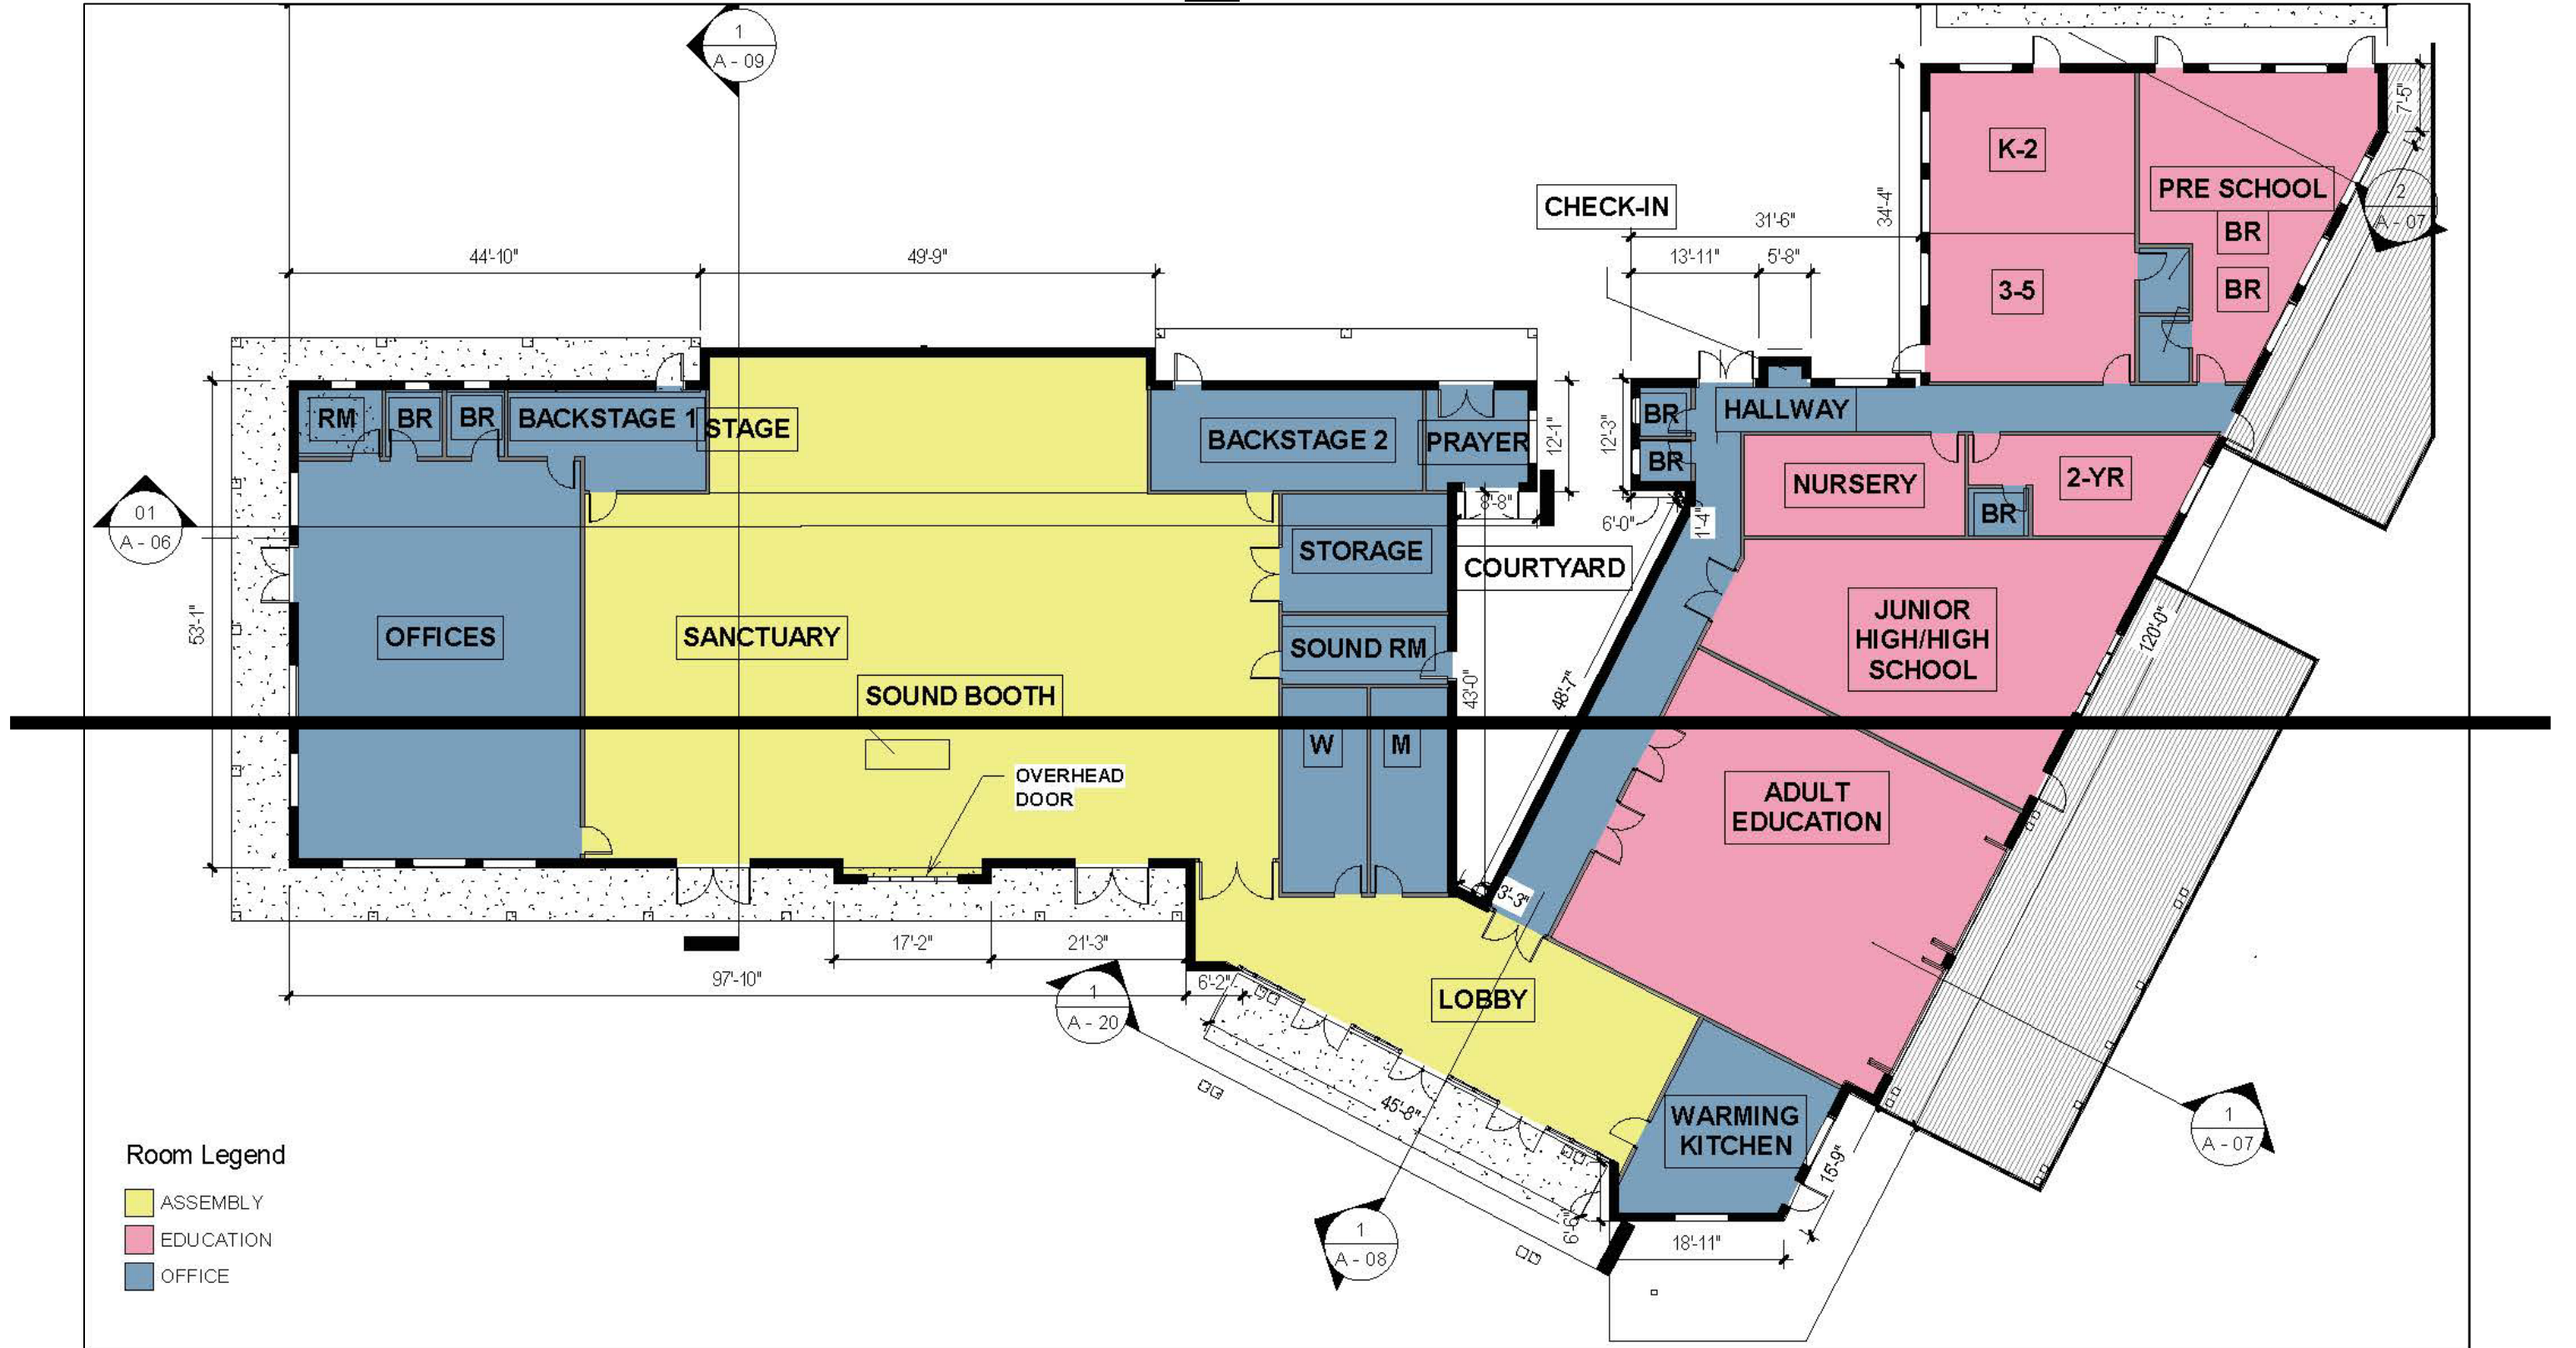 1
A - 09
7'-5"
K-2
PRE SCHOOL
2
A - 07
CHECK-IN
34'-4"
31'-6"
BR
44'-10"
49'-9"
13'-11"
5'-8"
3-5
BR
RM
BR
BR
BACKSTAGE 1
STAGE
BACKSTAGE 2
PRAYER
12'-1"
12'-3"
BR
HALLWAY
BR
NURSERY
2-YR
01
A - 06
8'-8"
6'-0"
1'-4"
BR
STORAGE
COURTYARD
53'-1"
OFFICES
SANCTUARY
SOUND RM
JUNIOR
HIGH/HIGH
SCHOOL
120'-0"
SOUND BOOTH
43'-0"
48'-7"
W
M
OVERHEAD
DOOR
ADULT
EDUCATION
3'-3"
17'-2"
21'-3"
97'-10"
6'-2"
1
A - 20
LOBBY
45'-8"
WARMING
KITCHEN
15'-9"
1
A - 07
6'-6"
18'-11"
1
A - 08
Room Legend
ASSEMBLY
EDUCATION
OFFICE